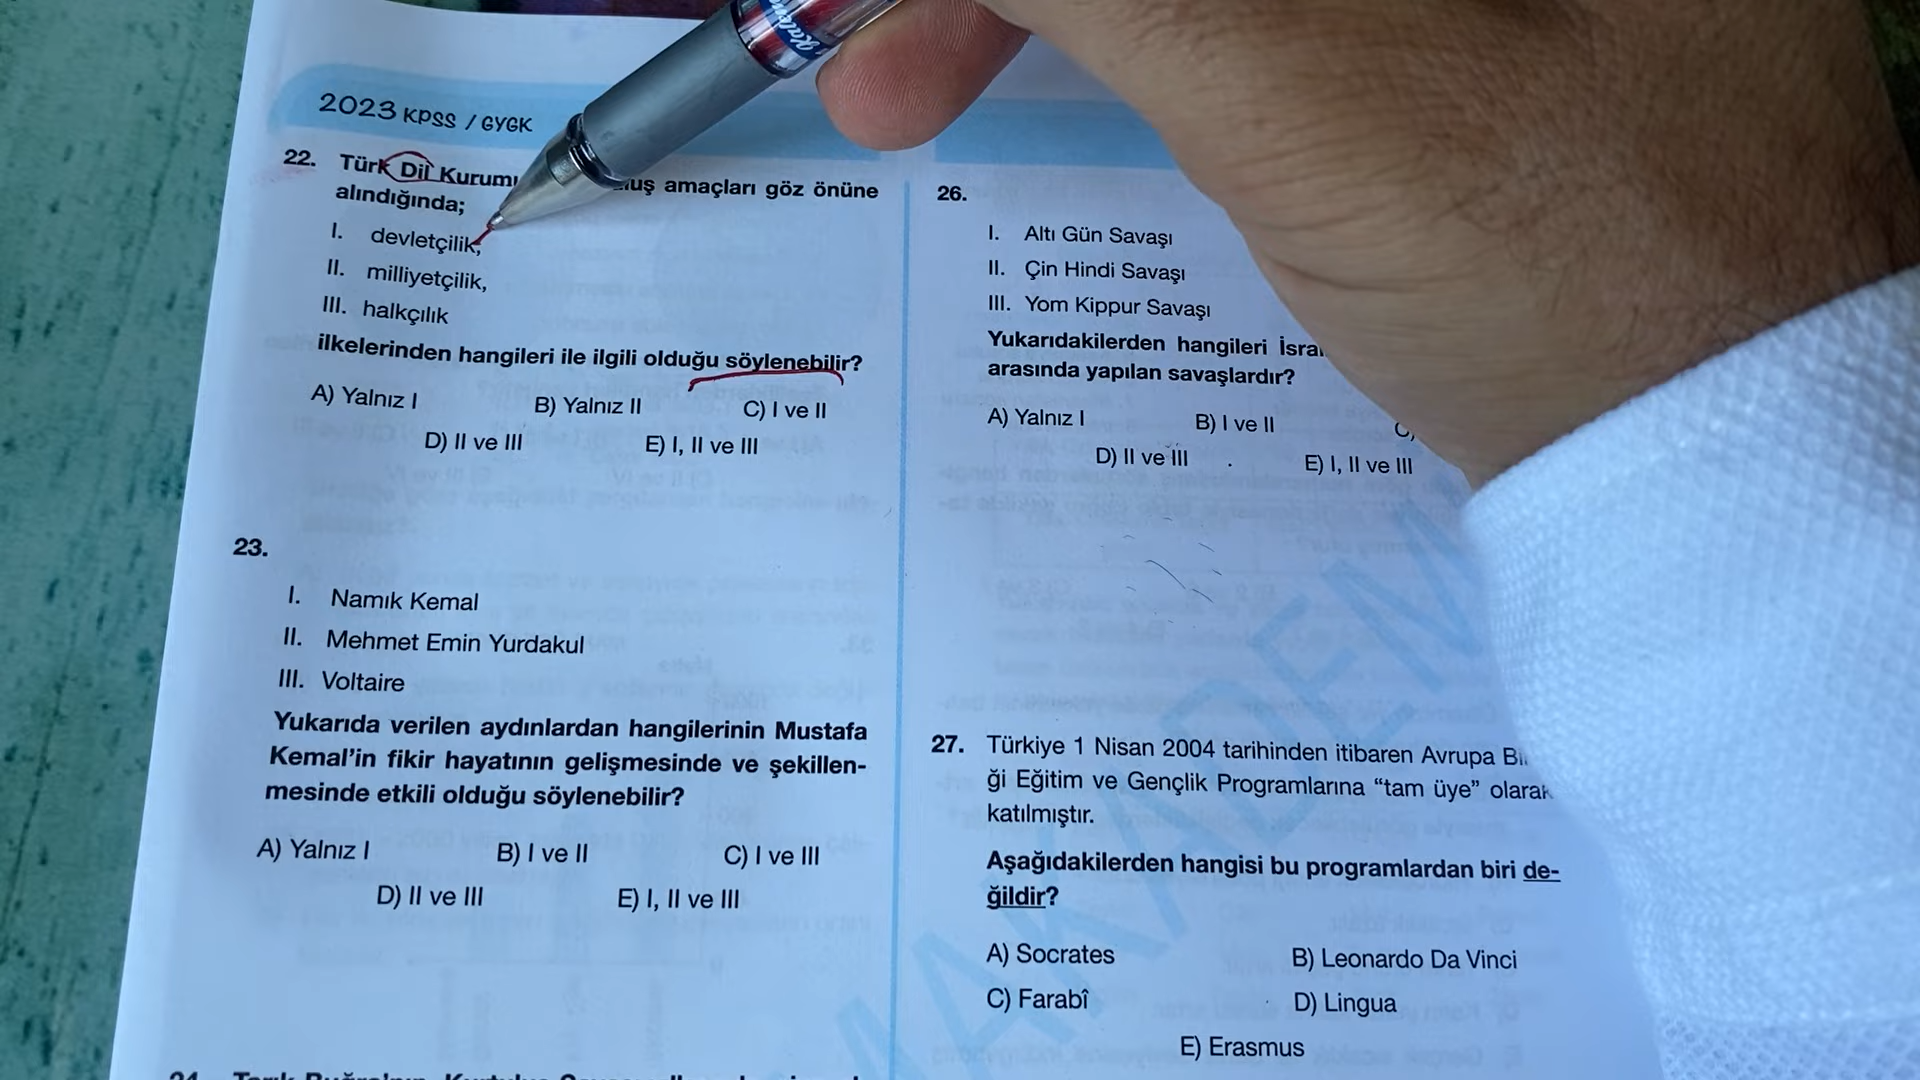 2023 KPSS / GYGK
22. Türk Dil Kurumu amaçları göz önüne
alındığında;
I. devletçilik,
II. milliyetçilik,
III. halkçılık
ilkelerinden hangileri ile ilgili olduğu söylenebilir?
A) Yalnız I B) Yalnız II C) I ve II
D) II ve III E) I, II ve III
23.
I. Namık Kemal
II. Mehmet Emin Yurdakul
III. Voltaire
Yukarıda verilen aydınlardan hangilerinin Mustafa
Kemal'in fikir hayatının gelişmesinde ve şekillen-
mesinde etkili olduğu söylenebilir?
A) Yalnız I B) I ve II C) I ve III
D) II ve III E) I, II ve III
26.
I. Altı Gün Savaşı
II. Çin Hindi Savaşı
III. Yom Kippur Savaşı
Yukarıdakilerden hangileri
arasında yapılan savaşlardır?
A) Yalnız I B) I ve II
D) II ve III E) I, II ve III
27. Türkiye 1 Nisan 2004 tarihinden itibaren Avrupa
ği Eğitim ve Gençlik Programlarına “tam üye” olarak
katılmıştır.
Aşağıdakilerden hangisi bu programlardan biri de-
ğildir?
A) Socrates B) Leonardo Da Vinci
C) Farabî D) Lingua
E) Erasmus